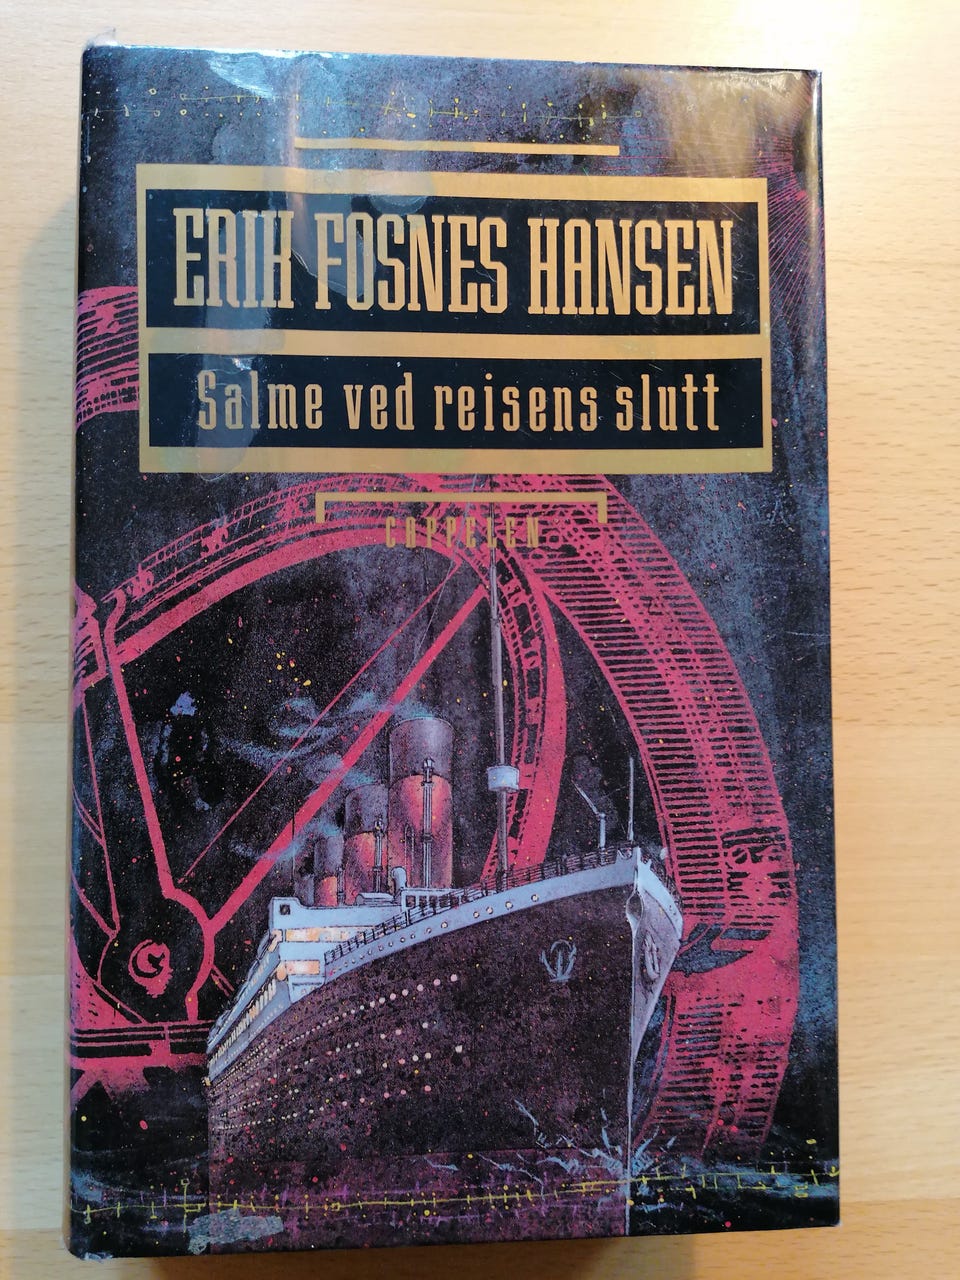 ERIK FOSNES HANSEN
Salme ved reisens slutt
CAPPELEN